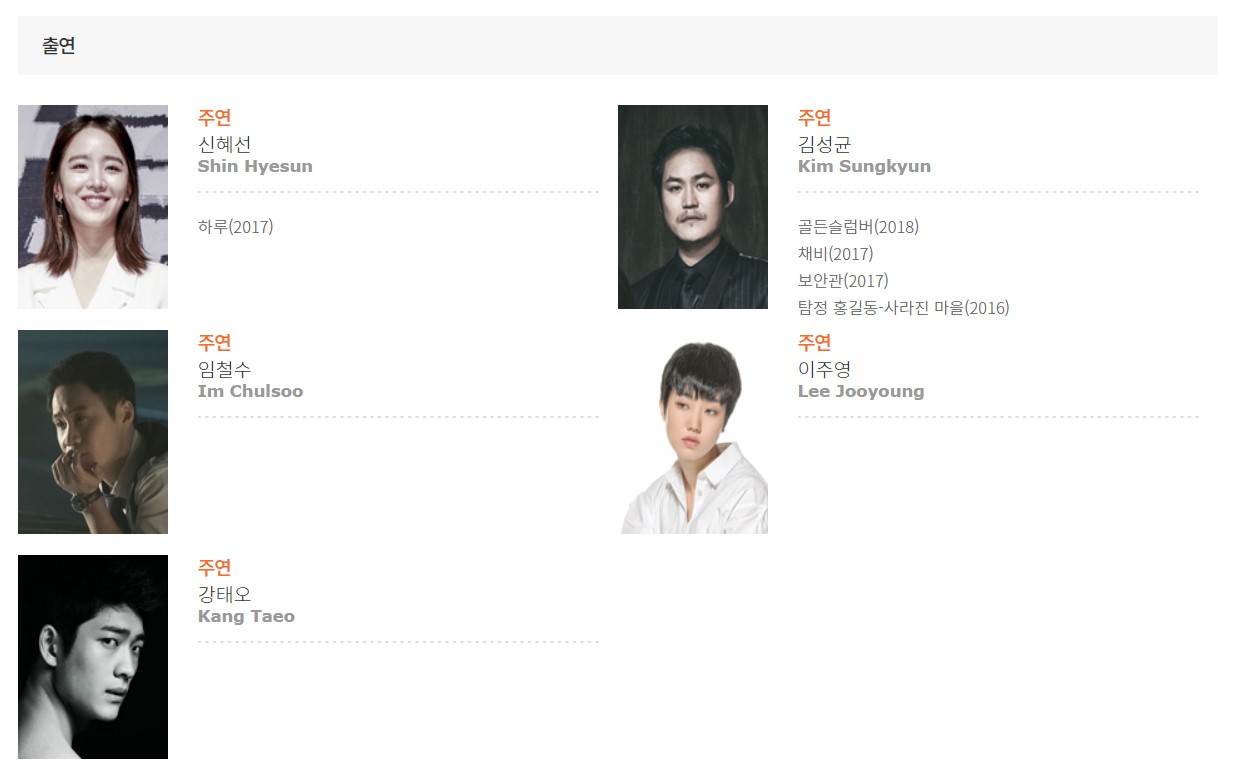 출연
주연
신혜선
Shin Hyesun
하루(2017)
주연
김성균
Kim Sungkyun
골든슬럼버(2018)
채비(2017)
보안관(2017)
탐정 홍길동-사라진 마을(2016)
주연
임철수
Im Chulsoo
주연
이주영
Lee Jooyoung
주연
강태오
Kang Taeo